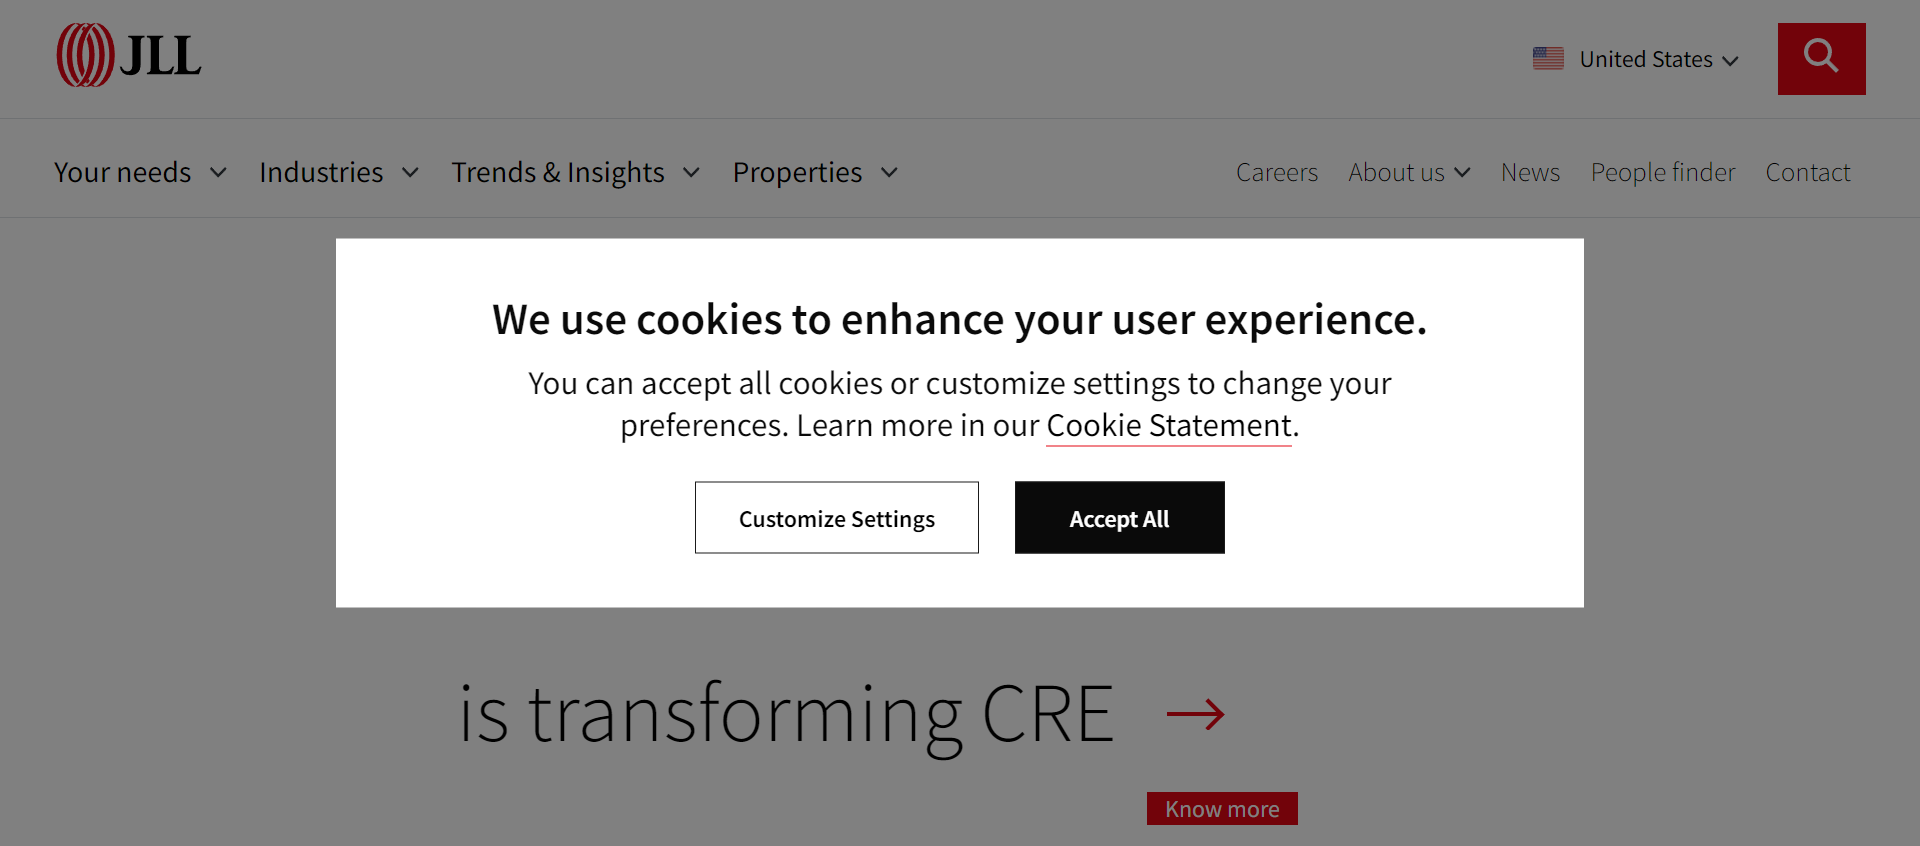 JLL
United States
Your needs
Industries
Trends & Insights
Properties
Careers
About us
News
People finder
Contact
We use cookies to enhance your user experience.
You can accept all cookies or customize settings to change your
preferences. Learn more in our Cookie Statement.
Customize Settings
Accept All
is transforming CRE
Know more